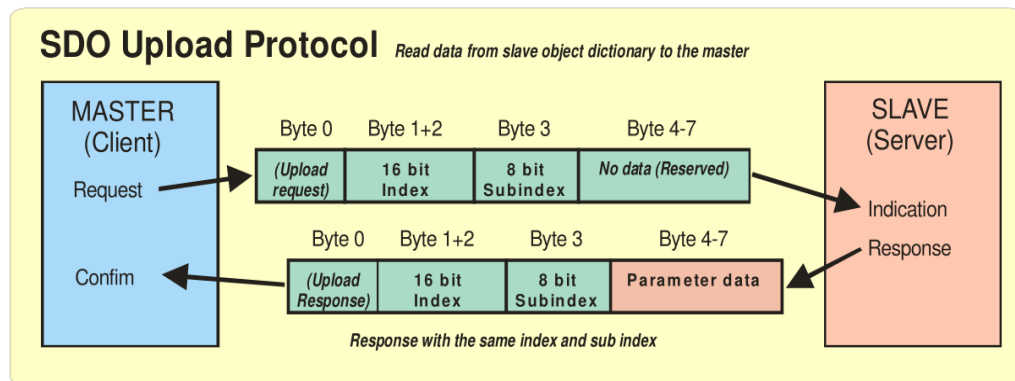 SDO Upload Protocol Read data from slave object dictionary to the master
MASTER
(Client)
SLAVE
(Server)
Byte 0 Byte 1+2 Byte 3 Byte 4-7
Request
(Upload
request)
16 bit
Index
8 bit
Subindex
No data (Reserved)
Indication
Byte 0 Byte 1+2 Byte 3 Byte 4-7
Response
Confim
(Upload
Response)
16 bit
Index
8 bit
Subindex
Parameter data
Response with the same index and sub index